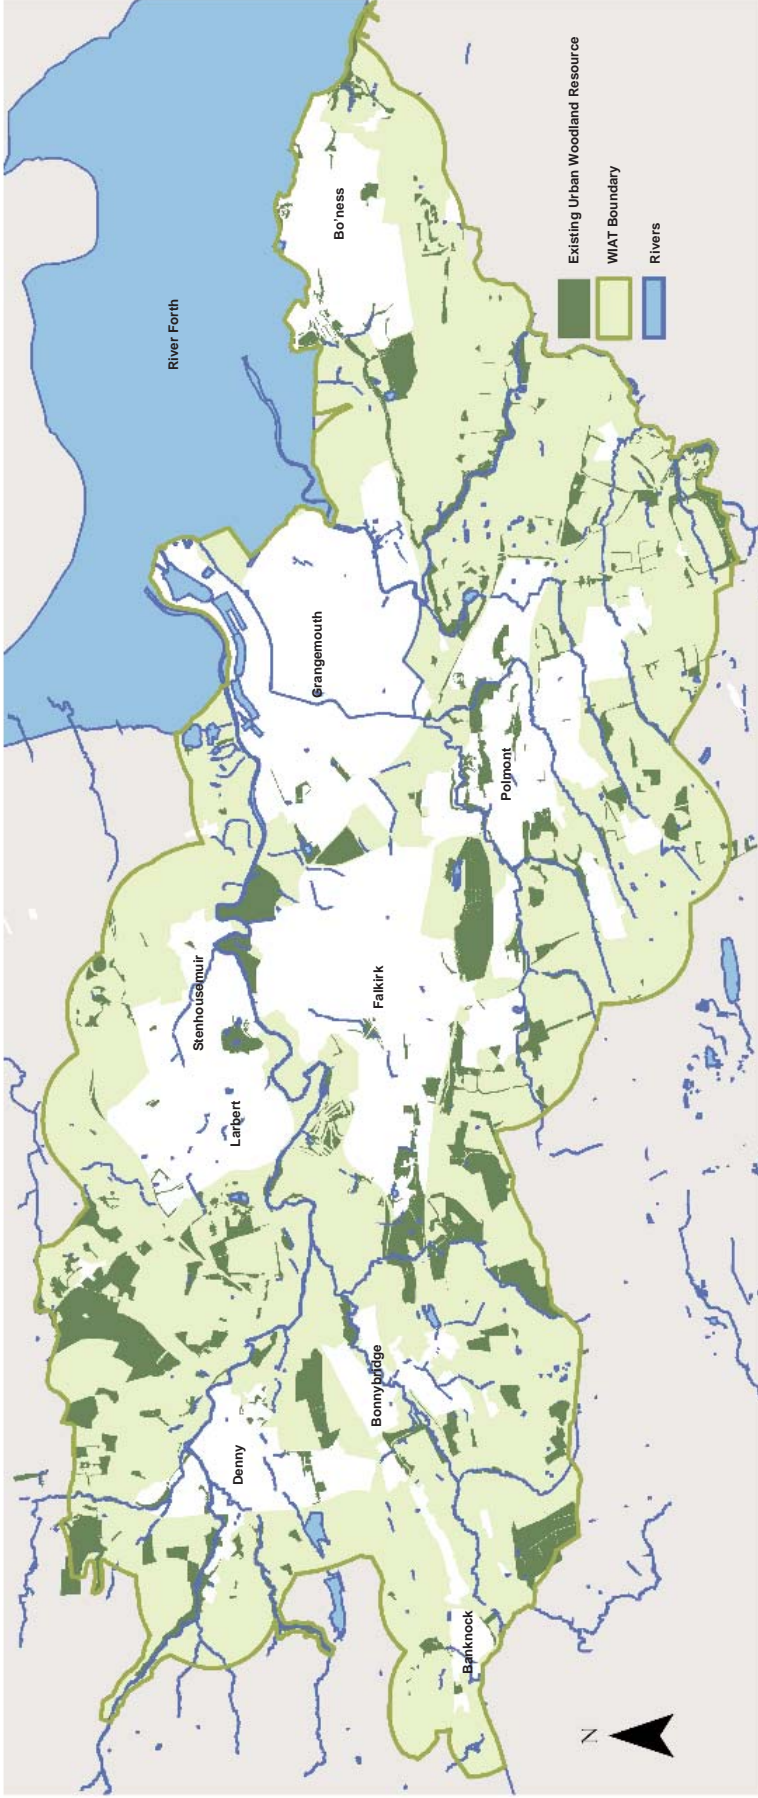 River Forth
Bo'ness
Grangemouth
Polmont
Stenhousemuir
Falkirk
Larbert
Denny
Bonnybridge
Banknock
Existing Urban Woodland Resource
WIAT Boundary
Rivers
N